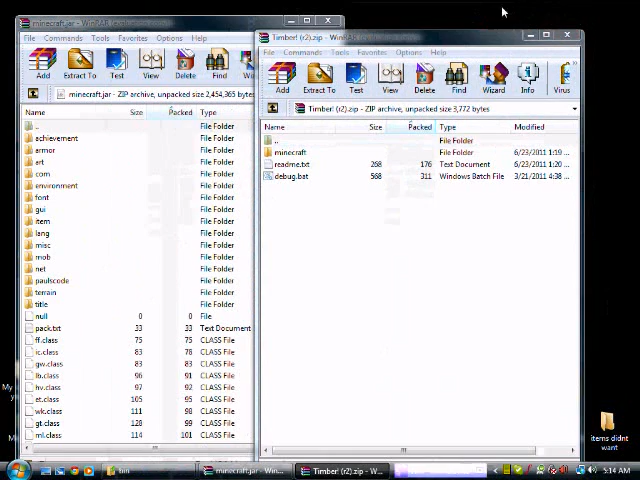 minecraft.jar - WinRAR
File Commands Tools Favorites Options Help
Add Extract To Test View Delete Find
minecraft.jar - ZIP archive, unpacked size 2,454,365 bytes
Name Size Packed Type
.. File Folder
achievement File Folder
armor File Folder
art File Folder
com File Folder
environment File Folder
font File Folder
gui File Folder
item File Folder
lang File Folder
misc File Folder
mob File Folder
net File Folder
paulscode File Folder
terrain File Folder
title File Folder
null 0 0 File
pack.txt 33 33 Text Document
ff.class 75 75 CLASS File
ic.class 83 76 CLASS File
gw.class 83 83 CLASS File
lb.class 96 91 CLASS File
hv.class 97 92 CLASS File
et.class 105 95 CLASS File
wk.class 111 98 CLASS File
gt.class 128 99 CLASS File
ml.class 114 101 CLASS File
Timber! (r2).zip - WinRAR
File Commands Tools Favorites Options Help
Add Extract To Test View Delete Find Wizard Info Virus
Timber! (r2).zip - ZIP archive, unpacked size 3,772 bytes
Name Size Packed Type Modified
.. File Folder
minecraft File Folder 6/23/2011 1:19 ...
readme.txt 268 176 Text Document 6/23/2011 1:20 ...
debug.bat 568 311 Windows Batch File 3/21/2011 4:38 ...
My
items didnt
want
bin minecraft.jar - Win... Timber! (r2).zip - W... 5:14 AM